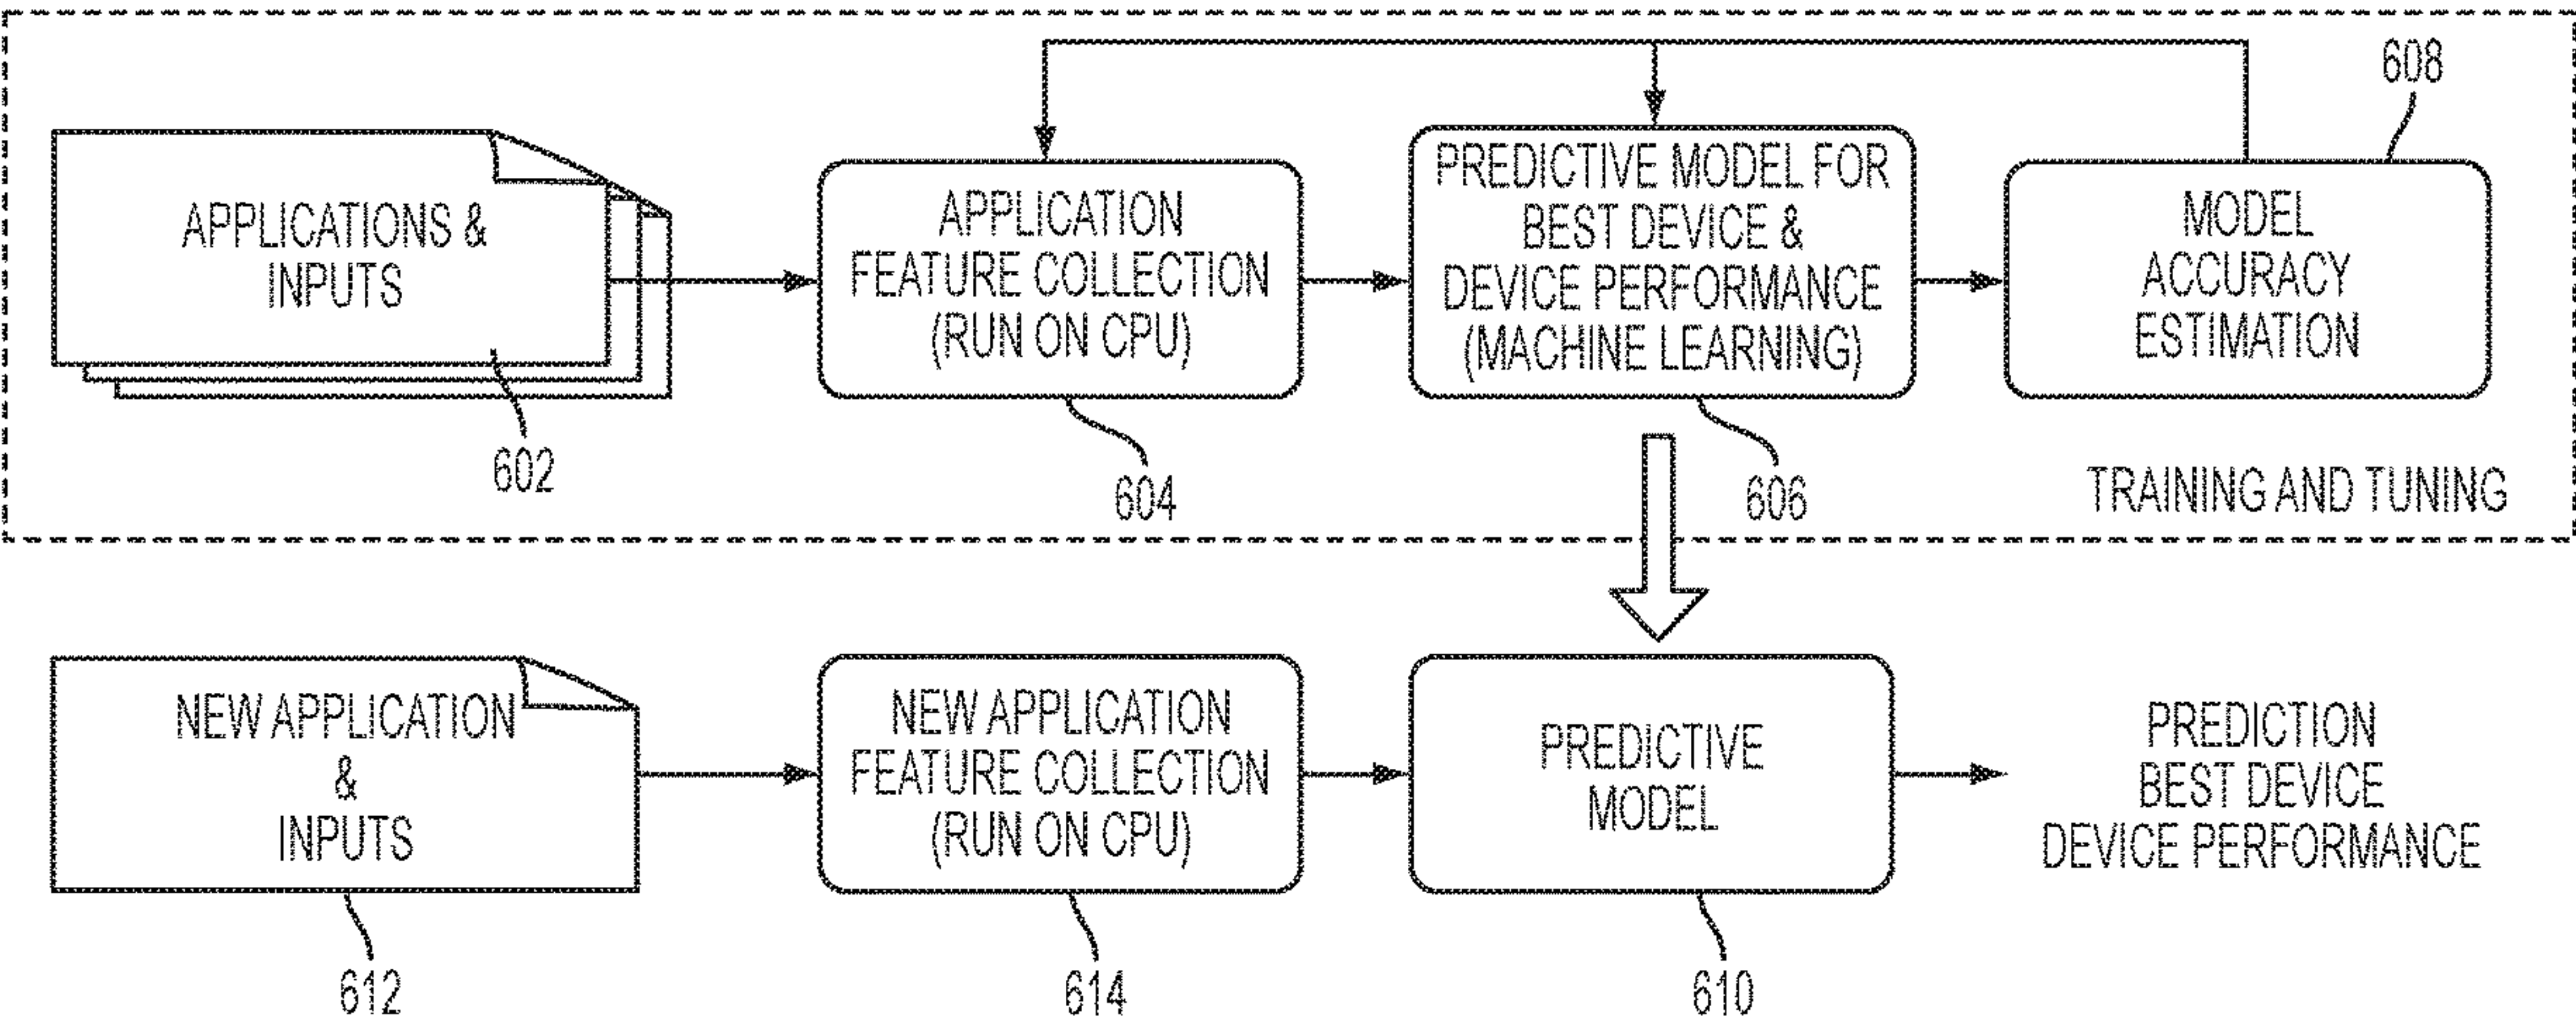 608
APPLICATIONS &
INPUTS
602
APPLICATION
FEATURE COLLECTION
(RUN ON CPU)
604
PREDICTIVE MODEL FOR
BEST DEVICE &
DEVICE PERFORMANCE
(MACHINE LEARNING)
606
MODEL
ACCURACY
ESTIMATION
TRAINING AND TUNING
NEW APPLICATION
&
INPUTS
612
NEW APPLICATION
FEATURE COLLECTION
(RUN ON CPU)
614
PREDICTIVE
MODEL
610
PREDICTION
BEST DEVICE
DEVICE PERFORMANCE